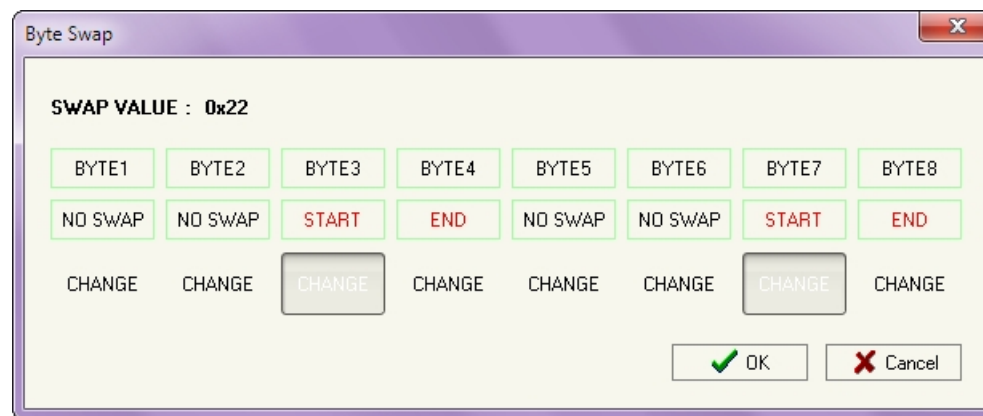 Byte Swap
SWAP VALUE : 0x22
BYTE1 BYTE2 BYTE3 BYTE4 BYTE5 BYTE6 BYTE7 BYTE8
NO SWAP NO SWAP START END NO SWAP NO SWAP START END
CHANGE CHANGE CHANGE CHANGE CHANGE CHANGE CHANGE CHANGE
OK Cancel